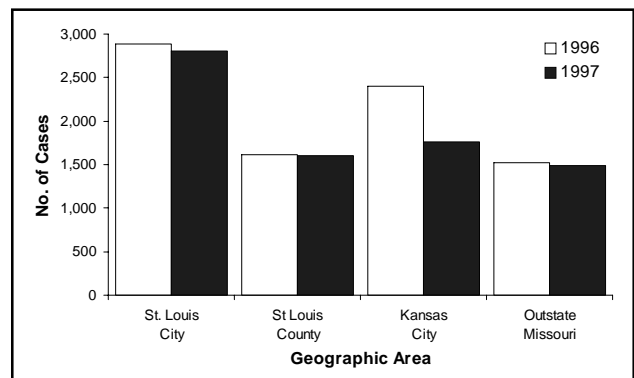 3,000
2,500
2,000
1,500
1,000
500
0
No. of Cases
1996
1997
St. Louis
City
St Louis
County
Kansas
City
Outstate
Missouri
Geographic Area